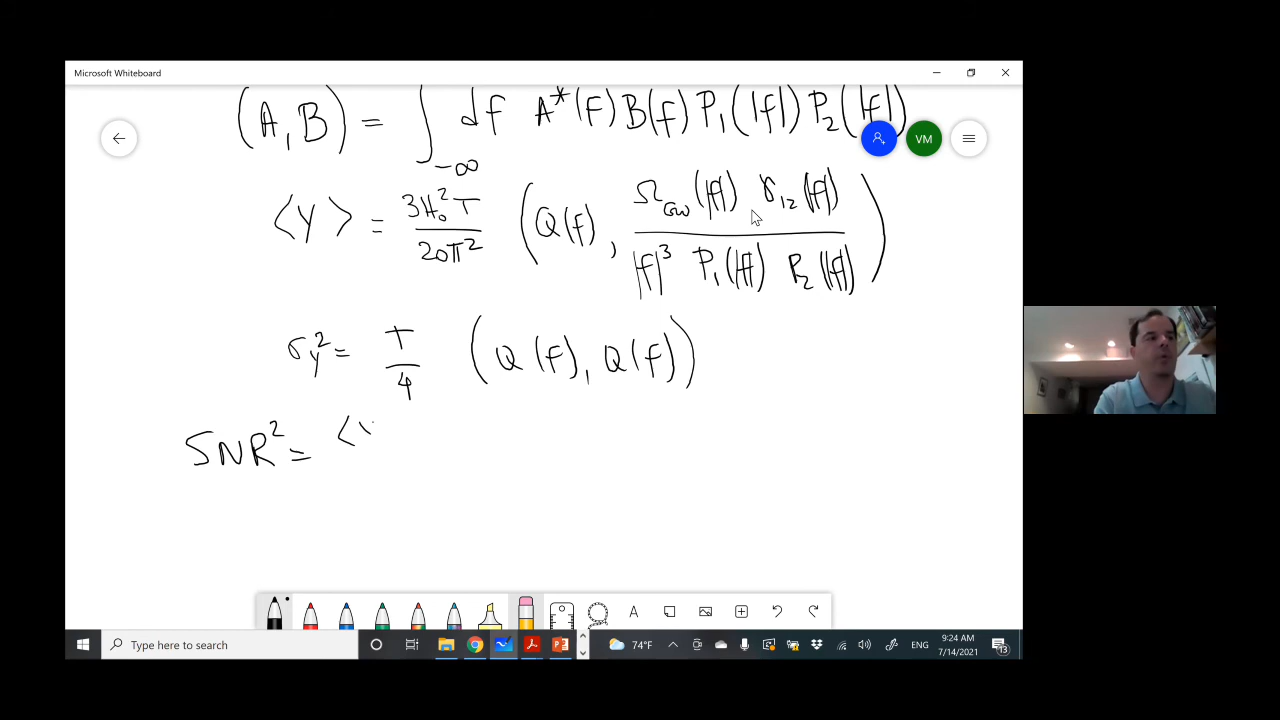 Microsoft Whiteboard
(A, B) = ∫_{-∞} df A*(f) B(f) P₁(|f|) P₂(|f|)
VM
⟨Y⟩ = 3H₀²T / 20π² ( Q(f), Ω_GW(|f|) γ₁₂(|f|) / |f|³ P₁(|f|) P₂(|f|) )
σ_Y² = T/4 ( Q(f), Q(f) )
SNR² = ⟨
A
Type here to search
74°F
ENG
9:24 AM
7/14/2021
13